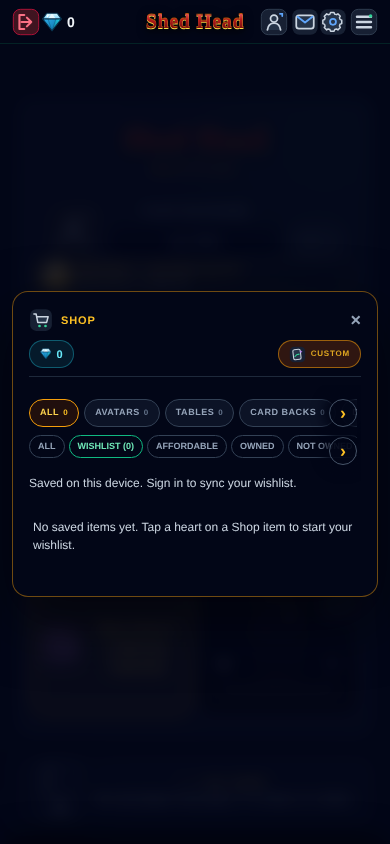 0
Shed Head
SHOP
×
0
CUSTOM
ALL 0
AVATARS 0
TABLES 0
CARD BACKS 0
›
ALL
WISHLIST (0)
AFFORDABLE
OWNED
NOT
›
Saved on this device. Sign in to sync your wishlist.
No saved items yet. Tap a heart on a Shop item to start your
wishlist.